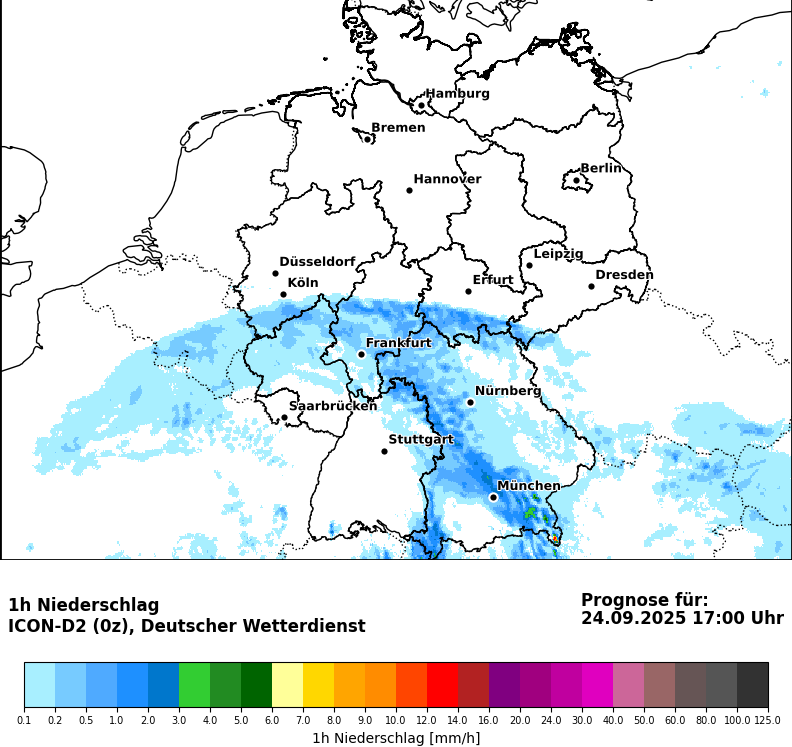 Hamburg
Bremen
Berlin
Hannover
Leipzig
Düsseldorf
Dresden
Erfurt
Köln
Frankfurt
Nürnberg
Saarbrücken
Stuttgart
München
1h Niederschlag
ICON-D2 (0z), Deutscher Wetterdienst
Prognose für:
24.09.2025 17:00 Uhr
0.1 0.2 0.5 1.0 2.0 3.0 4.0 5.0 6.0 7.0 8.0 9.0 10.0 12.0 14.0 16.0 20.0 24.0 30.0 40.0 50.0 60.0 80.0 100.0 125.0
1h Niederschlag [mm/h]